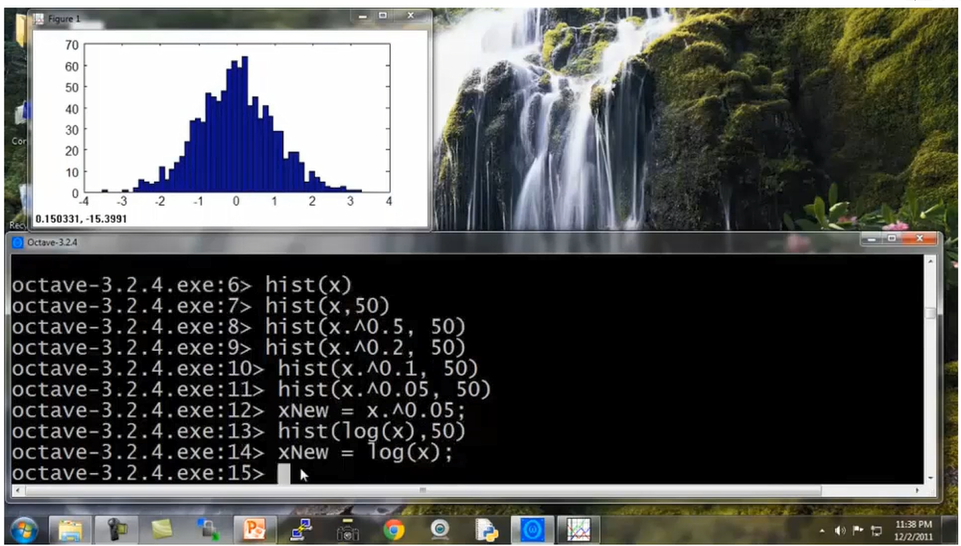 Figure 1
70
60
50
40
30
20
10
0
-4 -3 -2 -1 0 1 2 3 4
0.150331, -15.3991
Octave-3.2.4
octave-3.2.4.exe:6> hist(x)
octave-3.2.4.exe:7> hist(x,50)
octave-3.2.4.exe:8> hist(x.^0.5, 50)
octave-3.2.4.exe:9> hist(x.^0.2, 50)
octave-3.2.4.exe:10> hist(x.^0.1, 50)
octave-3.2.4.exe:11> hist(x.^0.05, 50)
octave-3.2.4.exe:12> xNew = x.^0.05;
octave-3.2.4.exe:13> hist(log(x),50)
octave-3.2.4.exe:14> xNew = log(x);
octave-3.2.4.exe:15>
11:38 PM
12/2/2011